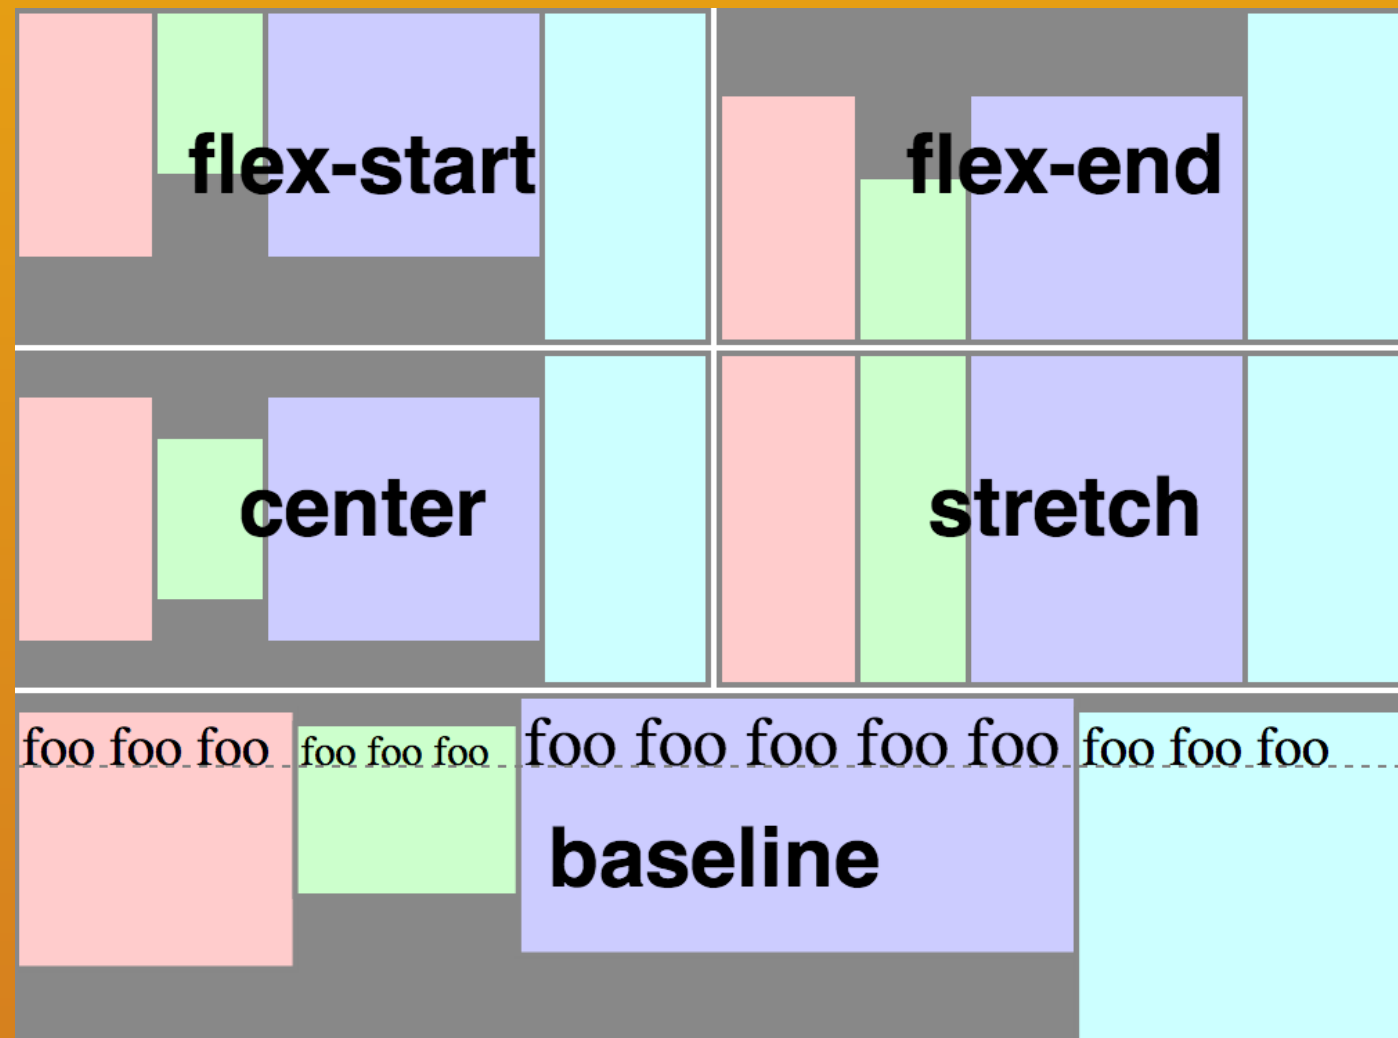 flex-start
flex-end
center
stretch
foo foo foo
foo foo foo
foo foo foo foo foo
foo foo foo
baseline